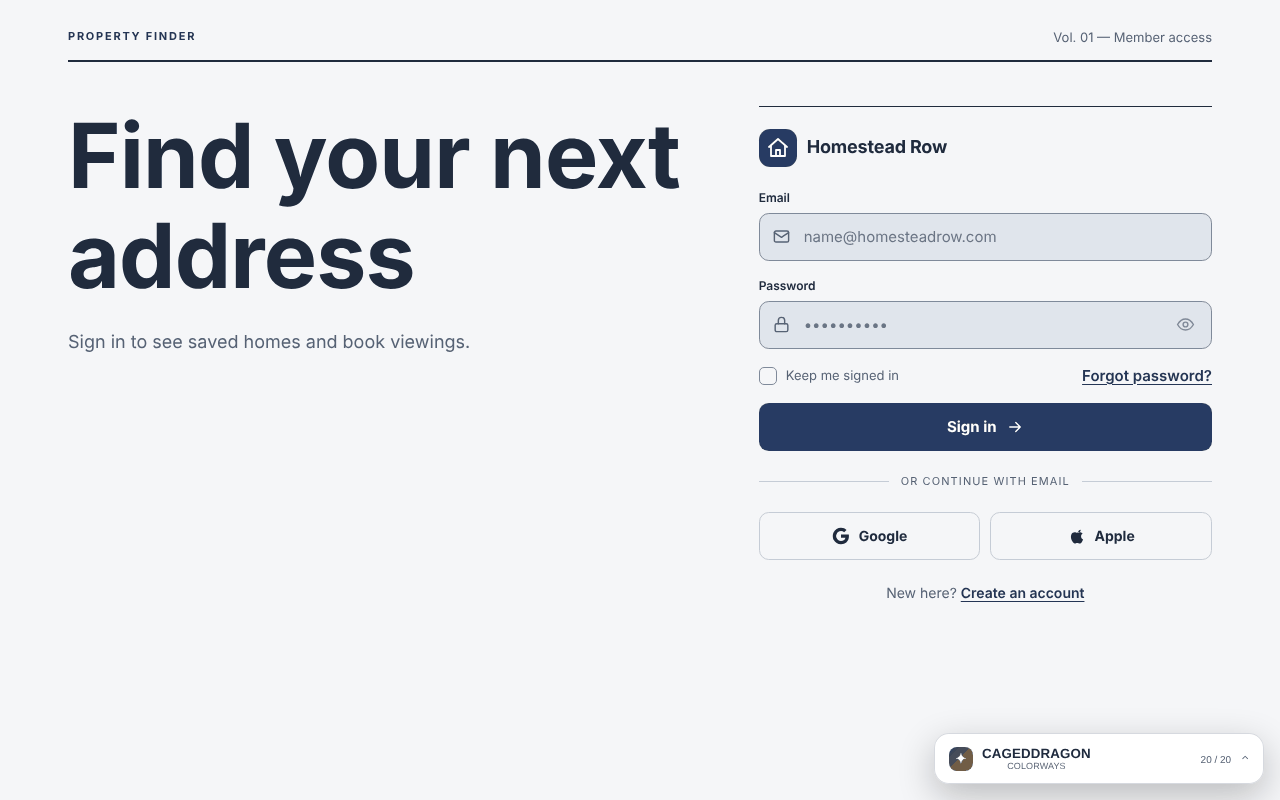 PROPERTY FINDER
Vol. 01 — Member access
Find your next
address
Sign in to see saved homes and book viewings.
Homestead Row
Email
name@homesteadrow.com
Password
••••••••••
Keep me signed in
Forgot password?
Sign in →
OR CONTINUE WITH EMAIL
Google
Apple
New here? Create an account
CAGEDDRAGON
COLORWAYS
20 / 20